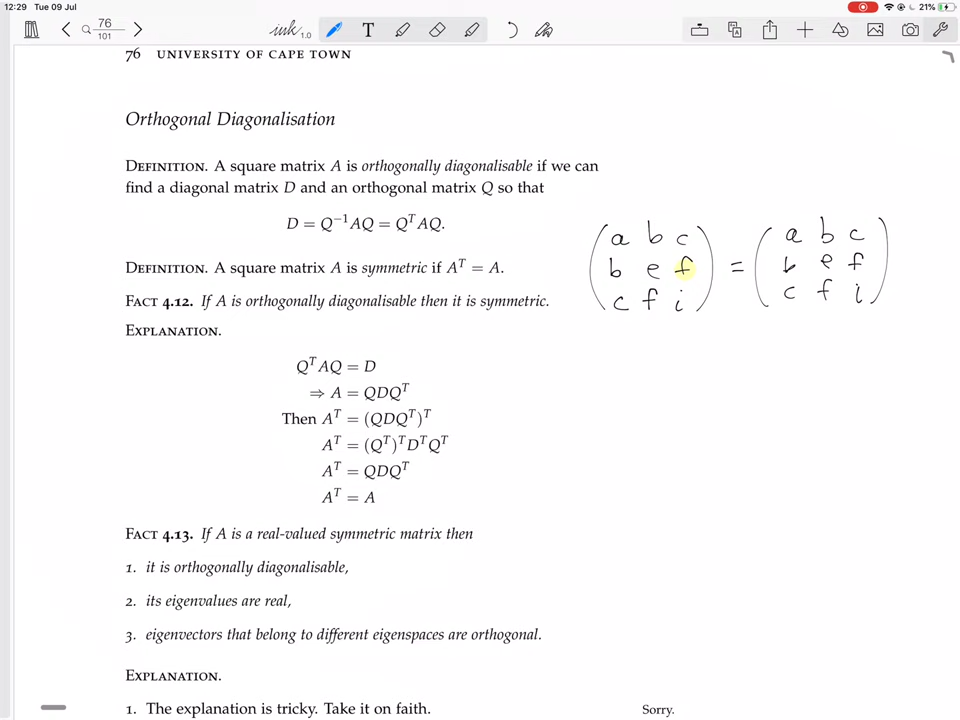 12:29 Tue 09 Jul
21%
76
101
ink 1.0
T
76 UNIVERSITY OF CAPE TOWN
Orthogonal Diagonalisation
DEFINITION. A square matrix A is orthogonally diagonalisable if we can
find a diagonal matrix D and an orthogonal matrix Q so that
D = Q⁻¹AQ = QᵀAQ.
DEFINITION. A square matrix A is symmetric if Aᵀ = A.
FACT 4.12. If A is orthogonally diagonalisable then it is symmetric.
EXPLANATION.
a b c a b c
b e f = b e f
c f i c f i
QᵀAQ = D
⇒ A = QDQᵀ
Then Aᵀ = (QDQᵀ)ᵀ
Aᵀ = (Qᵀ)ᵀDᵀQᵀ
Aᵀ = QDQᵀ
Aᵀ = A
FACT 4.13. If A is a real-valued symmetric matrix then
1. it is orthogonally diagonalisable,
2. its eigenvalues are real,
3. eigenvectors that belong to different eigenspaces are orthogonal.
EXPLANATION.
1. The explanation is tricky. Take it on faith.
Sorry.